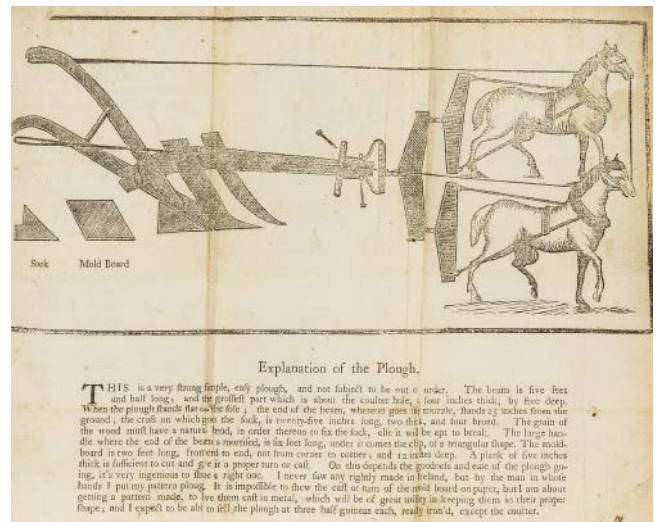 Sock
Mold Board
Explanation of the Plough.
THIS is a very ſtrong ſimple, eaſy plough, and not ſubject to be out o order. The beam is five feet
and half long; and the groſſeſt part which is about the coulter hole, s four inches thick, by five deep.
When the plough ſtands flat on the ſole; the end of the beam, whereon goes its muzzle, ſtands 25 inches from the
ground; the croſs on which goes the ſock, is twenty-five inches long, two thick, and four broad. The grain of
the wood muſt have a natural bend, in order thereon to fix the ſock, elſe it will be apt to break. The large han-
dle where the end of the beam s mortiſed, is ſix feet long, under it comes the chip, of a triangular ſhape. The mold-
board is two feet long, from end to end, not from corner to corner; and 12 inches deep. A plank of five inches
thick is ſufficient to cut and give it a proper turn or caſt. On this depends the goodneſs and eaſe of the plough go-
ing, it's very ingenious to ſhape a right one. I never ſaw any rightly made in Ireland, but by the man in whoſe
hands I put my pattern ploug. It is impoſſible to ſhew the caſt or turn of the mold board on paper, but I am about
getting a pattern made, to have them caſt in metal, which will be of great utility in keeping them in their proper
ſhape; and I expect to be able to ſell the plough at three half guineas each, ready iron'd, except the coulter.